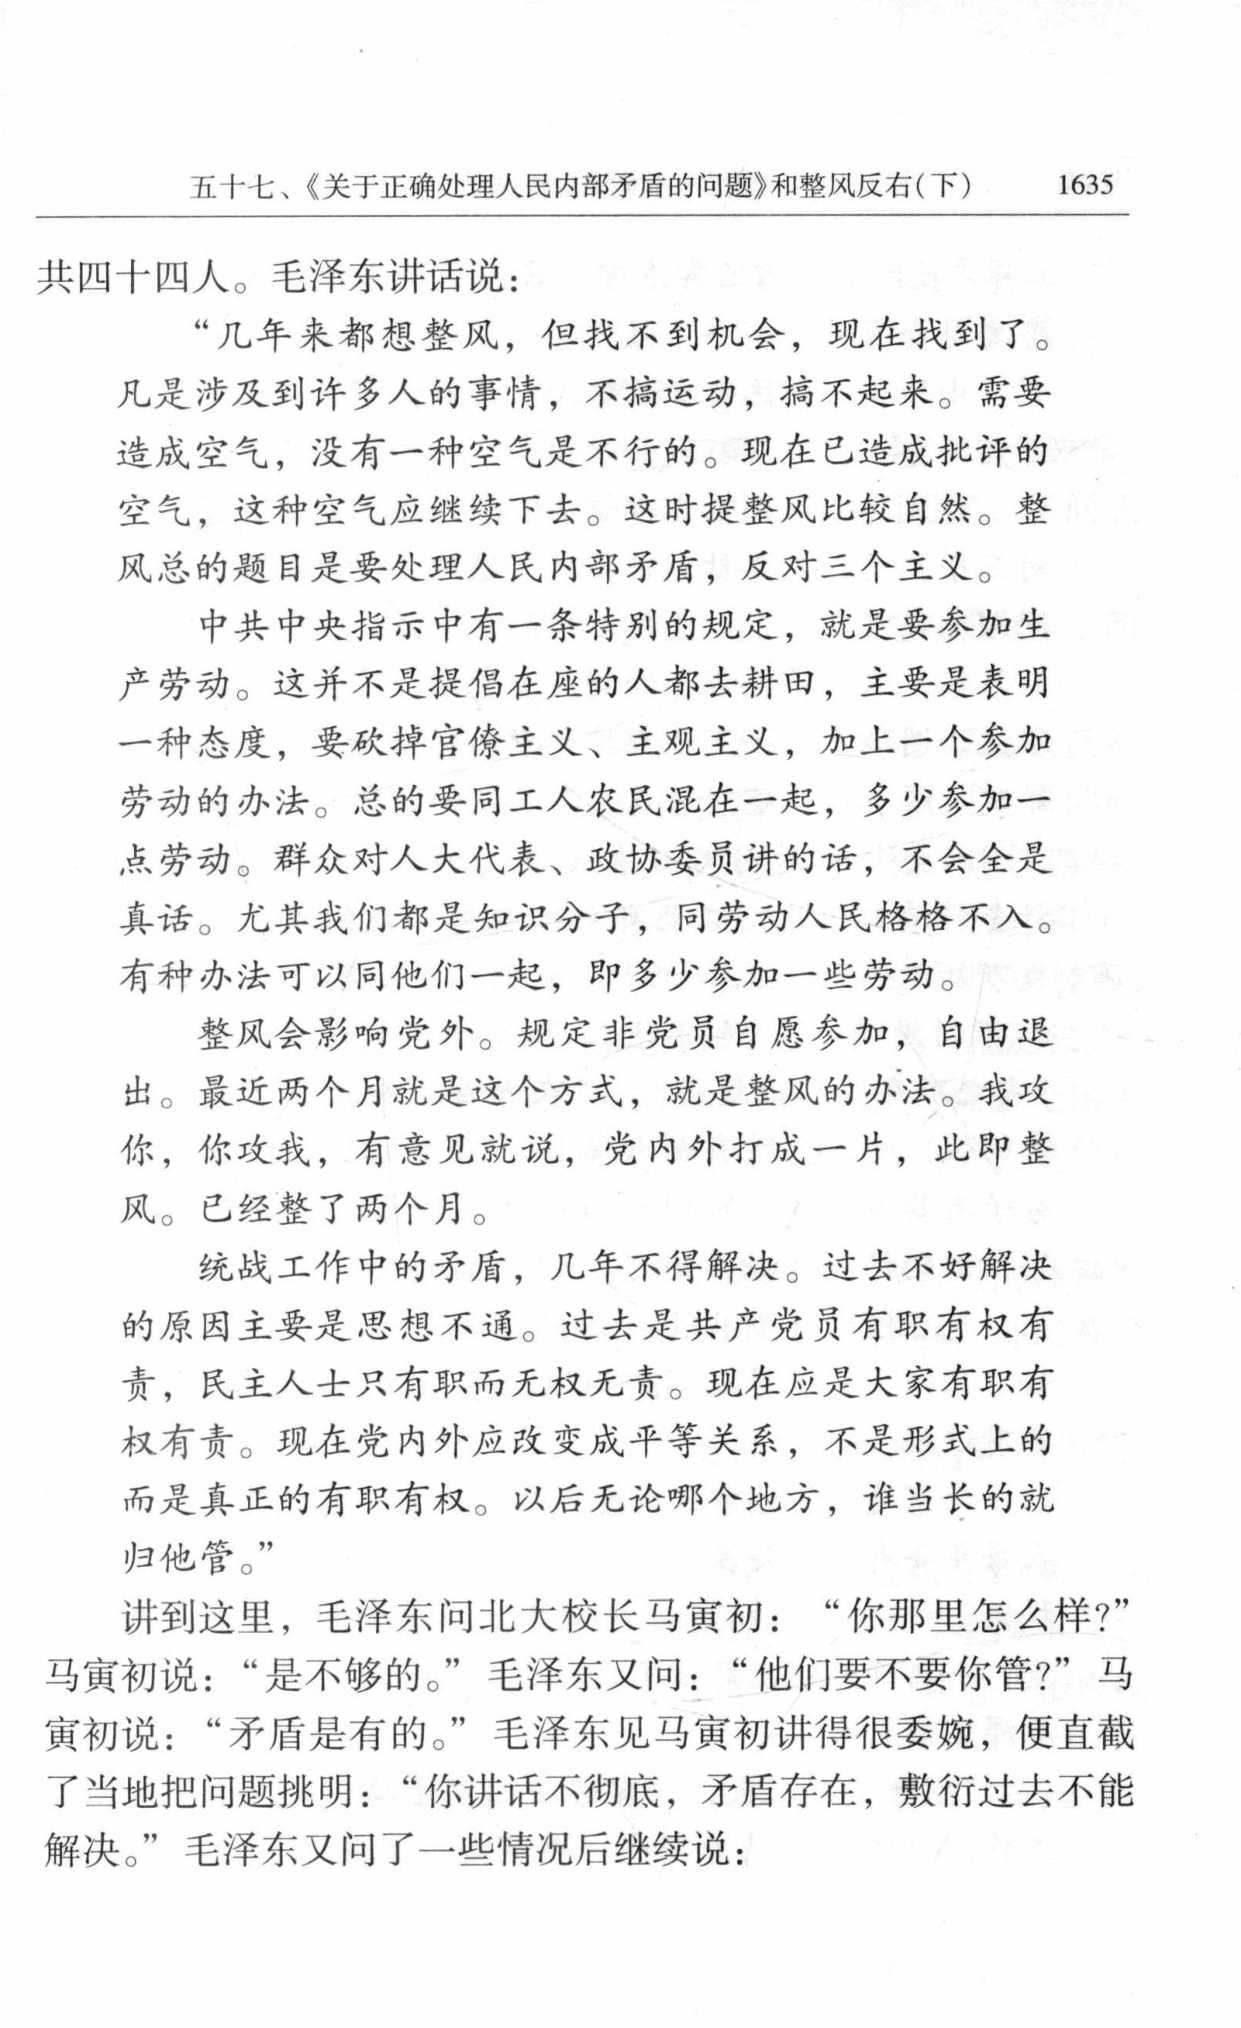 五十七、《关于正确处理人民内部矛盾的问题》和整风反右(下) 1635
共四十四人。毛泽东讲话说:
“几年来都想整风，但找不到机会，现在找到了。
凡是涉及到许多人的事情，不搞运动，搞不起来。需要
造成空气，没有一种空气是不行的。现在已造成批评的
空气，这种空气应继续下去。这时提整风比较自然。整
风总的题目是要处理人民内部矛盾，反对三个主义。
中共中央指示中有一条特别的规定，就是要参加生
产劳动。这并不是提倡在座的人都去耕田，主要是表明
一种态度，要砍掉官僚主义、主观主义，加上一个参加
劳动的办法。总的要同工人农民混在一起，多少参加一
点劳动。群众对人大代表、政协委员讲的话，不会全是
真话。尤其我们都是知识分子，同劳动人民格格不入。
有种办法可以同他们一起，即多少参加一些劳动。
整风会影响党外。规定非党员自愿参加，自由退
出。最近两个月就是这个方式，就是整风的办法。我攻
你，你攻我，有意见就说，党内外打成一片，此即整
风。已经整了两个月。
统战工作中的矛盾，几年不得解决。过去不好解决
的原因主要是思想不通。过去是共产党员有职有权有
责，民主人士只有职而无权无责。现在应是大家有职有
权有责。现在党内外应改变成平等关系，不是形式上的
而是真正的有职有权。以后无论哪个地方，谁当长的就
归他管。”
讲到这里，毛泽东问北大校长马寅初：“你那里怎么样?”
马寅初说：“是不够的。”毛泽东又问：“他们要不要你管?”马
寅初说：“矛盾是有的。”毛泽东见马寅初讲得很委婉，便直截
了当地把问题挑明：“你讲话不彻底，矛盾存在，敷衍过去不能
解决。”毛泽东又问了一些情况后继续说：